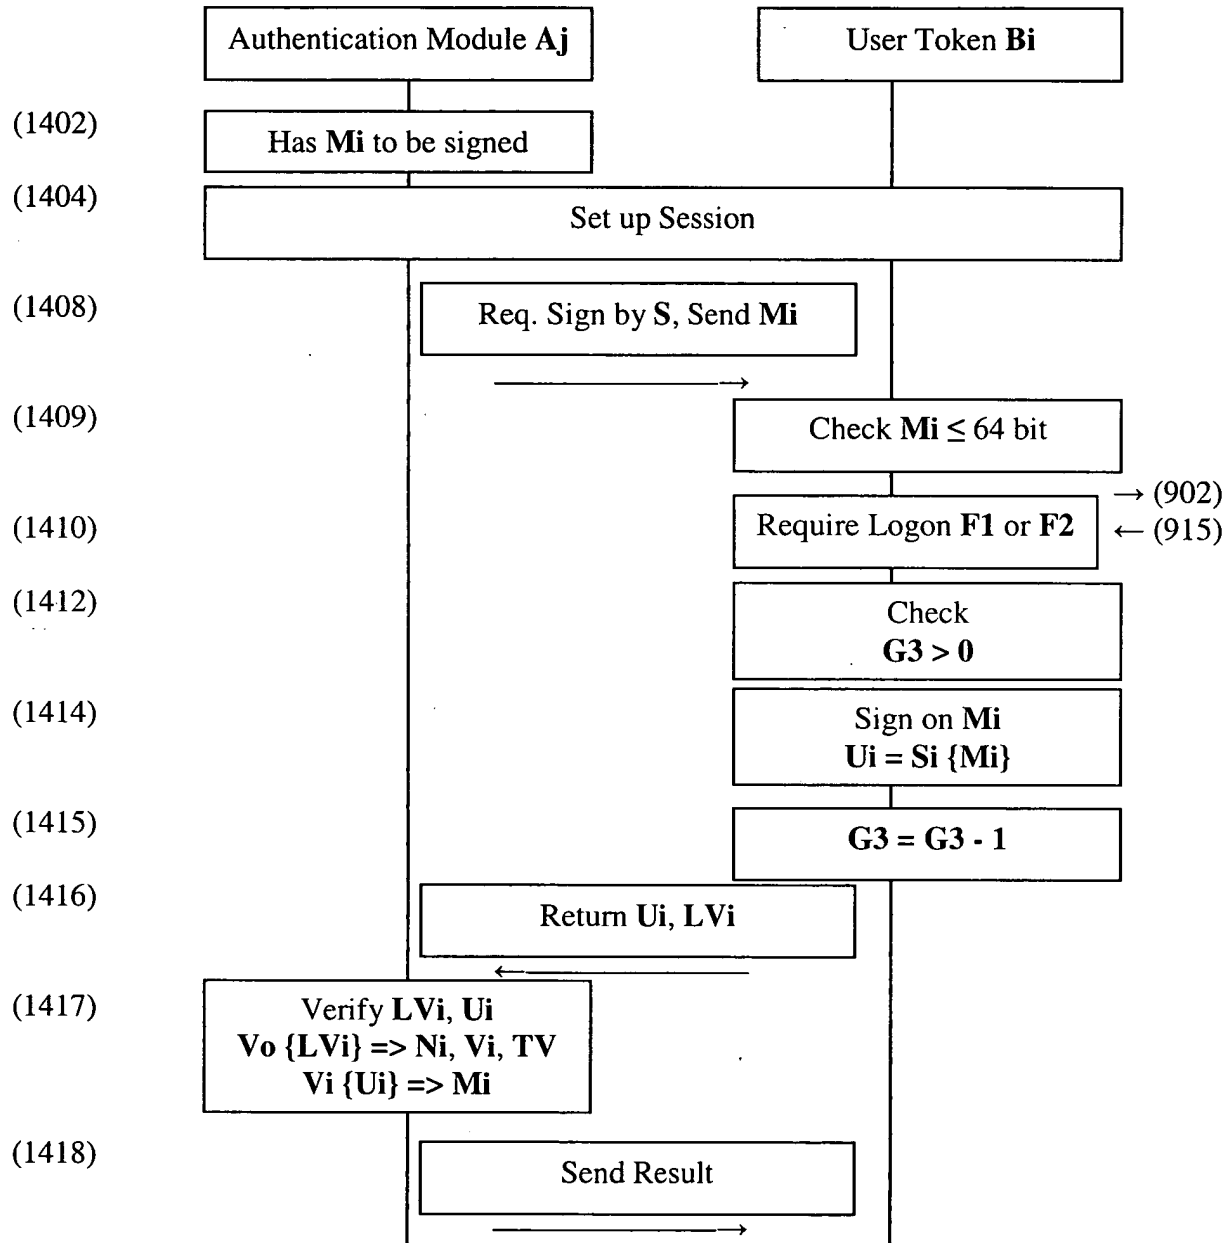 Authentication Module Aj
User Token Bi
(1402)
Has Mi to be signed
(1404)
Set up Session
(1408)
Req. Sign by S, Send Mi
→
(1409)
Check Mi ≤ 64 bit
→ (902)
(1410)
Require Logon F1 or F2
← (915)
(1412)
Check
G3 > 0
(1414)
Sign on Mi
Ui = Si {Mi}
(1415)
G3 = G3 - 1
(1416)
Return Ui, LVi
←
(1417)
Verify LVi, Ui
Vo {LVi} => Ni, Vi, TV
Vi {Ui} => Mi
(1418)
Send Result
→